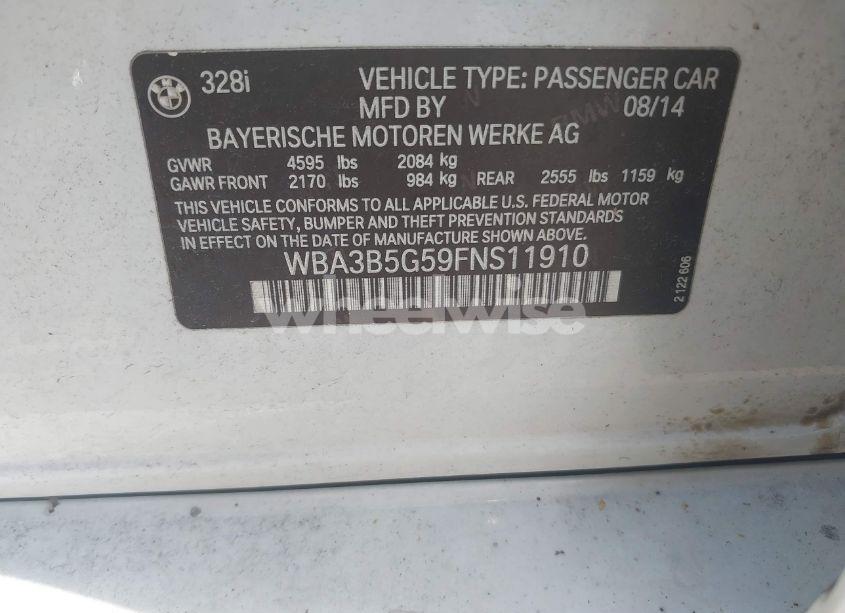 BMW
328i
VEHICLE TYPE: PASSENGER CAR
MFD BY 08/14
BAYERISCHE MOTOREN WERKE AG
GVWR 4595 lbs 2084 kg
GAWR FRONT 2170 lbs 984 kg REAR 2555 lbs 1159 kg
THIS VEHICLE CONFORMS TO ALL APPLICABLE U.S. FEDERAL MOTOR
VEHICLE SAFETY, BUMPER AND THEFT PREVENTION STANDARDS
IN EFFECT ON THE DATE OF MANUFACTURE SHOWN ABOVE.
WBA3B5G59FNS11910
2 122 606
wheelwise